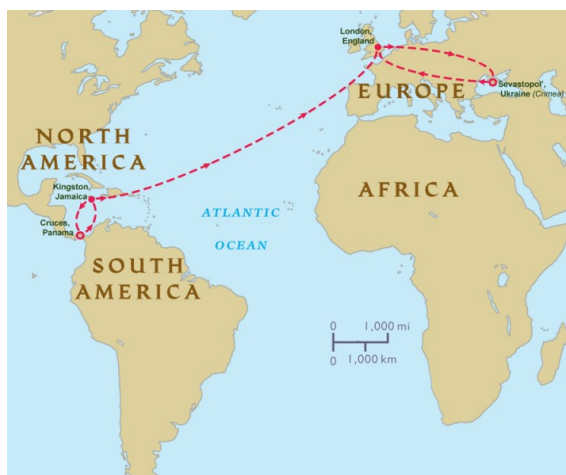 London,
England
Sevastopol',
Ukraine (Crimea)
EUROPE
NORTH
AMERICA
Kingston,
Jamaica
AFRICA
ATLANTIC
OCEAN
Cruces,
Panama
SOUTH
AMERICA
0 1,000 mi
0 1,000 km